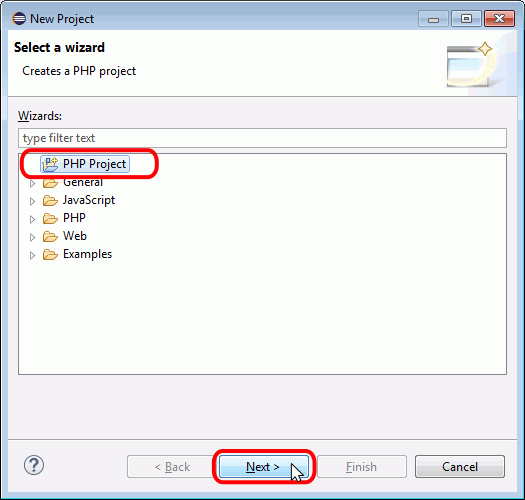 New Project
Select a wizard
Creates a PHP project
Wizards:
type filter text
PHP Project
General
JavaScript
PHP
Web
Examples
?
< Back
Next >
Finish
Cancel